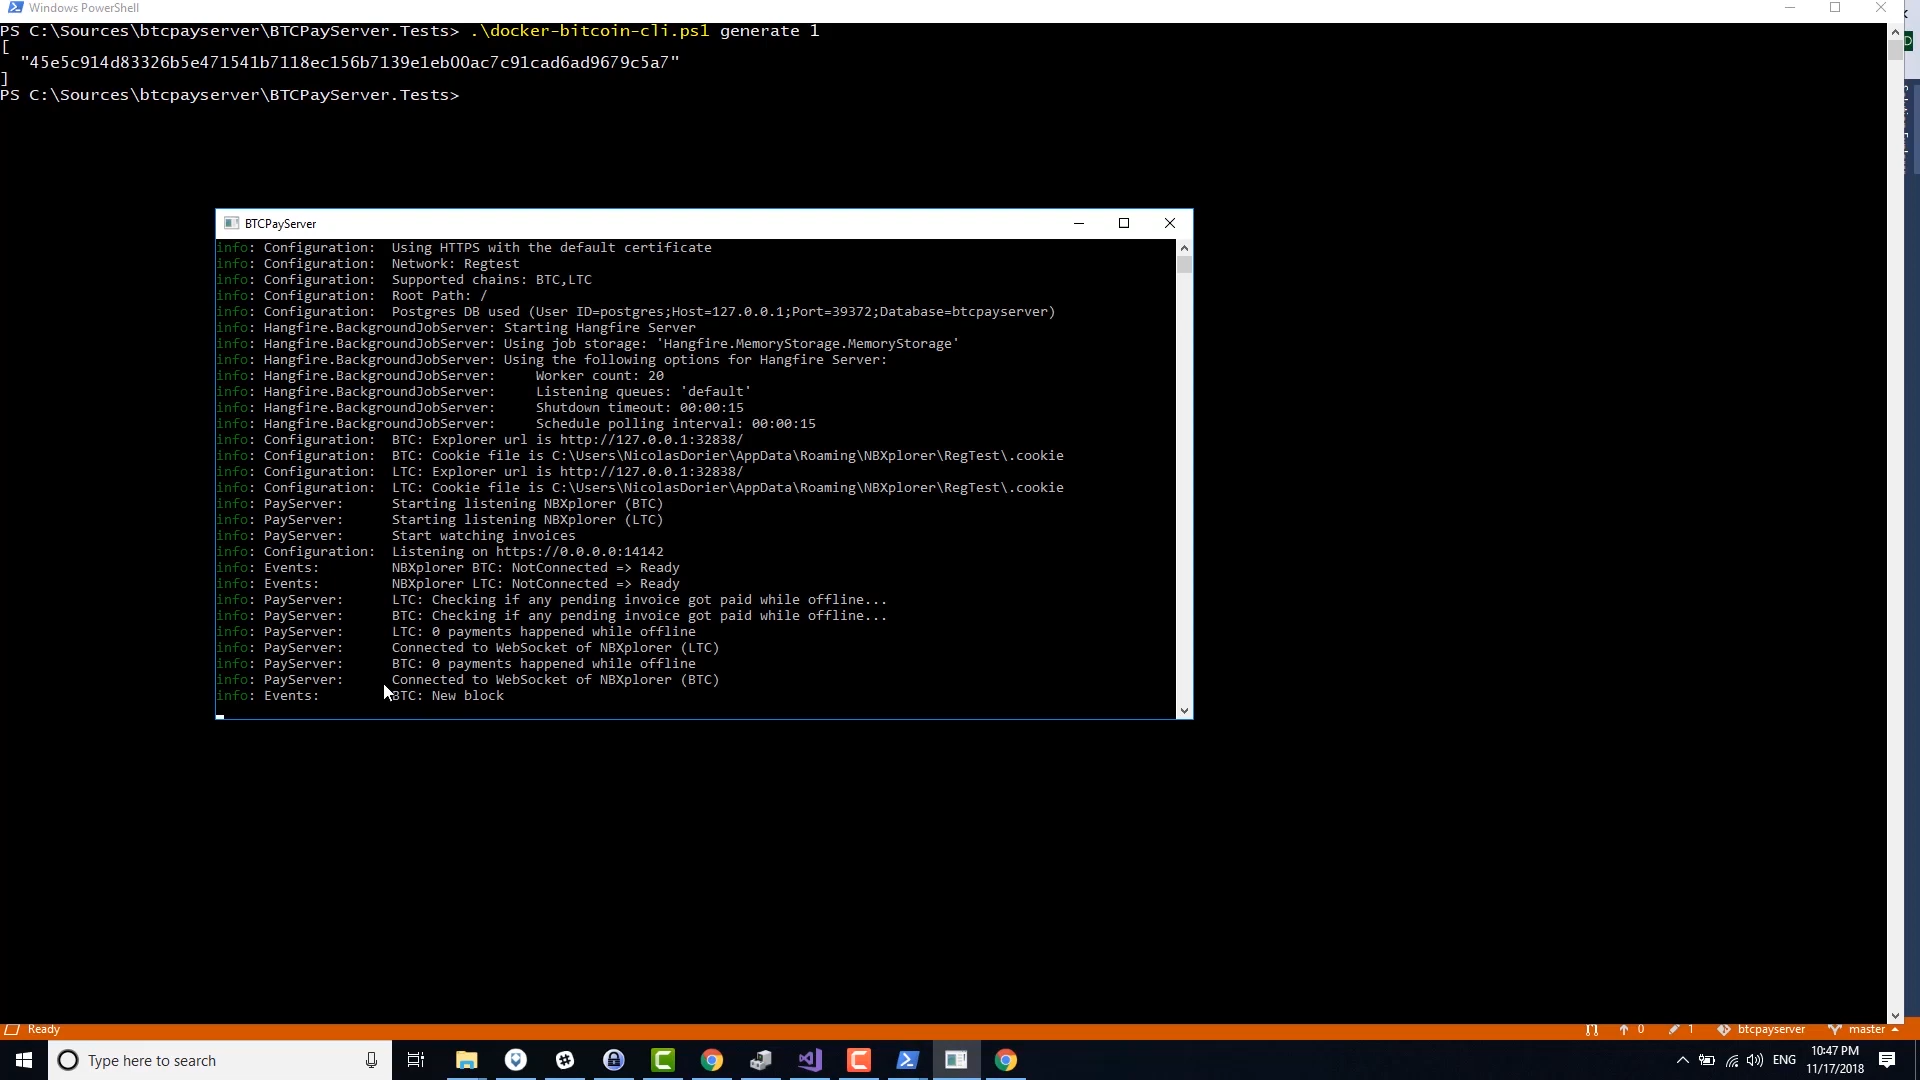 Windows PowerShell
PS C:\Sources\btcpayserver\BTCPayServer.Tests> .\docker-bitcoin-cli.ps1 generate 1
[
"45e5c914d83326b5e471541b7118ec156b7139e1eb00ac7c91cad6ad9679c5a7"
]
PS C:\Sources\btcpayserver\BTCPayServer.Tests>
BTCPayServer
info: Configuration:  Using HTTPS with the default certificate
info: Configuration:  Network: Regtest
info: Configuration:  Supported chains: BTC,LTC
info: Configuration:  Root Path: /
info: Configuration:  Postgres DB used (User ID=postgres;Host=127.0.0.1;Port=39372;Database=btcpayserver)
info: Hangfire.BackgroundJobServer: Starting Hangfire Server
info: Hangfire.BackgroundJobServer: Using job storage: 'Hangfire.MemoryStorage.MemoryStorage'
info: Hangfire.BackgroundJobServer: Using the following options for Hangfire Server:
info: Hangfire.BackgroundJobServer:     Worker count: 20
info: Hangfire.BackgroundJobServer:     Listening queues: 'default'
info: Hangfire.BackgroundJobServer:     Shutdown timeout: 00:00:15
info: Hangfire.BackgroundJobServer:     Schedule polling interval: 00:00:15
info: Configuration:  BTC: Explorer url is http://127.0.0.1:32838/
info: Configuration:  BTC: Cookie file is C:\Users\NicolasDorier\AppData\Roaming\NBXplorer\RegTest\.cookie
info: Configuration:  LTC: Explorer url is http://127.0.0.1:32838/
info: Configuration:  LTC: Cookie file is C:\Users\NicolasDorier\AppData\Roaming\NBXplorer\RegTest\.cookie
info: PayServer:      Starting listening NBXplorer (BTC)
info: PayServer:      Starting listening NBXplorer (LTC)
info: PayServer:      Start watching invoices
info: Configuration:  Listening on https://0.0.0.0:14142
info: Events:         NBXplorer BTC: NotConnected => Ready
info: Events:         NBXplorer LTC: NotConnected => Ready
info: PayServer:      LTC: Checking if any pending invoice got paid while offline...
info: PayServer:      BTC: Checking if any pending invoice got paid while offline...
info: PayServer:      LTC: 0 payments happened while offline
info: PayServer:      Connected to WebSocket of NBXplorer (LTC)
info: PayServer:      BTC: 0 payments happened while offline
info: PayServer:      Connected to WebSocket of NBXplorer (BTC)
info: Events:         BTC: New block
Ready
0
1
btcpayserver
master
Type here to search
ENG
10:47 PM
11/17/2018